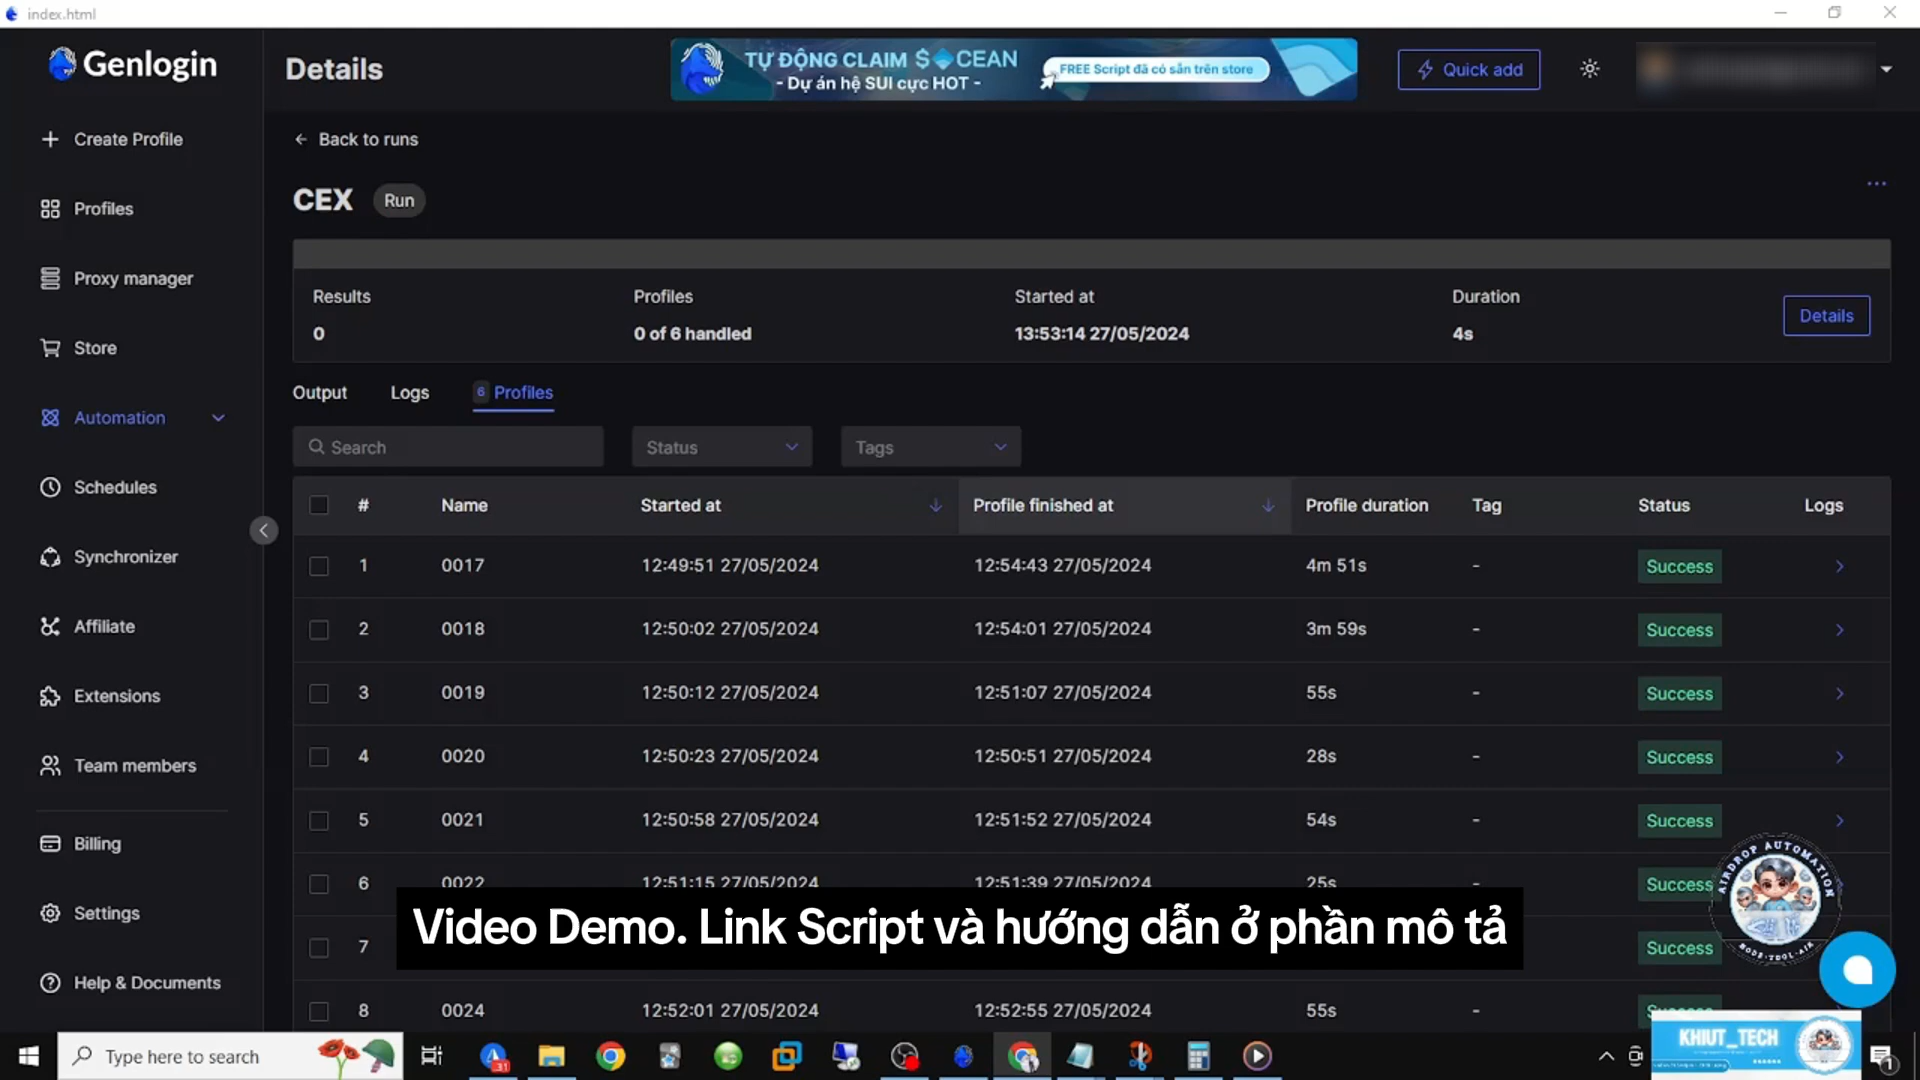 index.html
Genlogin
Details
TỰ ĐỘNG CLAIM $OCEAN
- Dự án hệ SUI cực HOT -
FREE Script đã có sẵn trên store
Quick add
Create Profile
Profiles
Proxy manager
Store
Automation
Schedules
Synchronizer
Affiliate
Extensions
Team members
Billing
Settings
Help & Documents
Back to runs
CEX Run
Results Profiles Started at Duration
0 0 of 6 handled 13:53:14 27/05/2024 4s
Details
Output Logs 6 Profiles
Search Status Tags
# Name Started at Profile finished at Profile duration Tag Status Logs
1 0017 12:49:51 27/05/2024 12:54:43 27/05/2024 4m 51s - Success
2 0018 12:50:02 27/05/2024 12:54:01 27/05/2024 3m 59s - Success
3 0019 12:50:12 27/05/2024 12:51:07 27/05/2024 55s - Success
4 0020 12:50:23 27/05/2024 12:50:51 27/05/2024 28s - Success
5 0021 12:50:58 27/05/2024 12:51:52 27/05/2024 54s - Success
6 0022 12:51:15 27/05/2024 12:51:39 27/05/2024 25s - Success
7 Success
8 0024 12:52:01 27/05/2024 12:52:55 27/05/2024 55s - Success
Video Demo. Link Script và hướng dẫn ở phần mô tả
AIRDROP AUTOMATION
NODE-TOOL-AIR
KHIUT_TECH
Type here to search
31
1